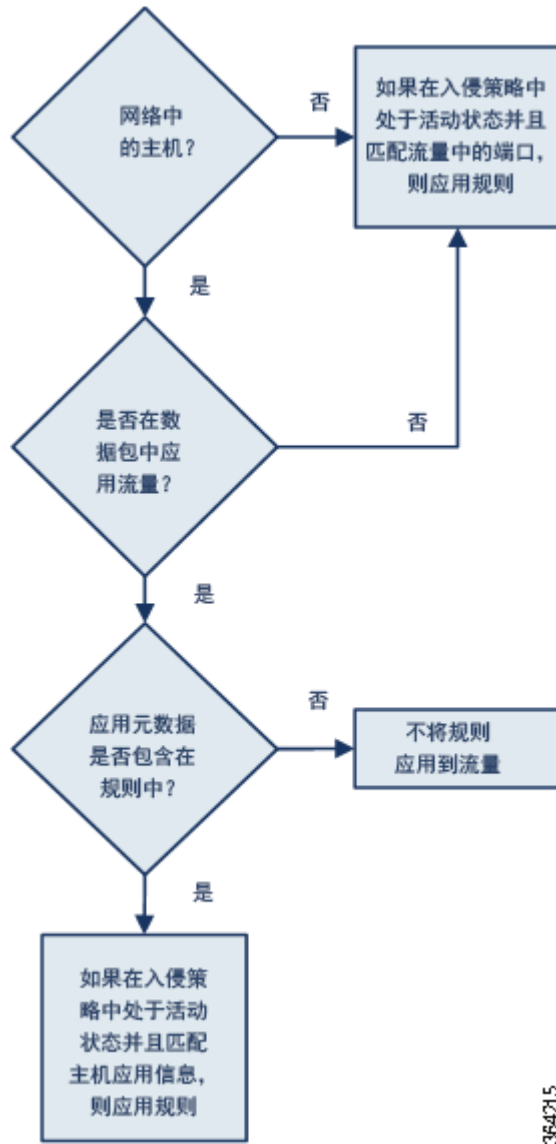 网络中
的主机？
否
如果在入侵策略中
处于活动状态并且
匹配流量中的端口，
则应用规则
是
是否在数
据包中应
用流量？
否
是
应用元数据
是否包含在
规则中？
否
不将规则
应用到流量
是
如果在入侵策
略中处于活动
状态并且匹配
主机应用信息，
则应用规则
364215